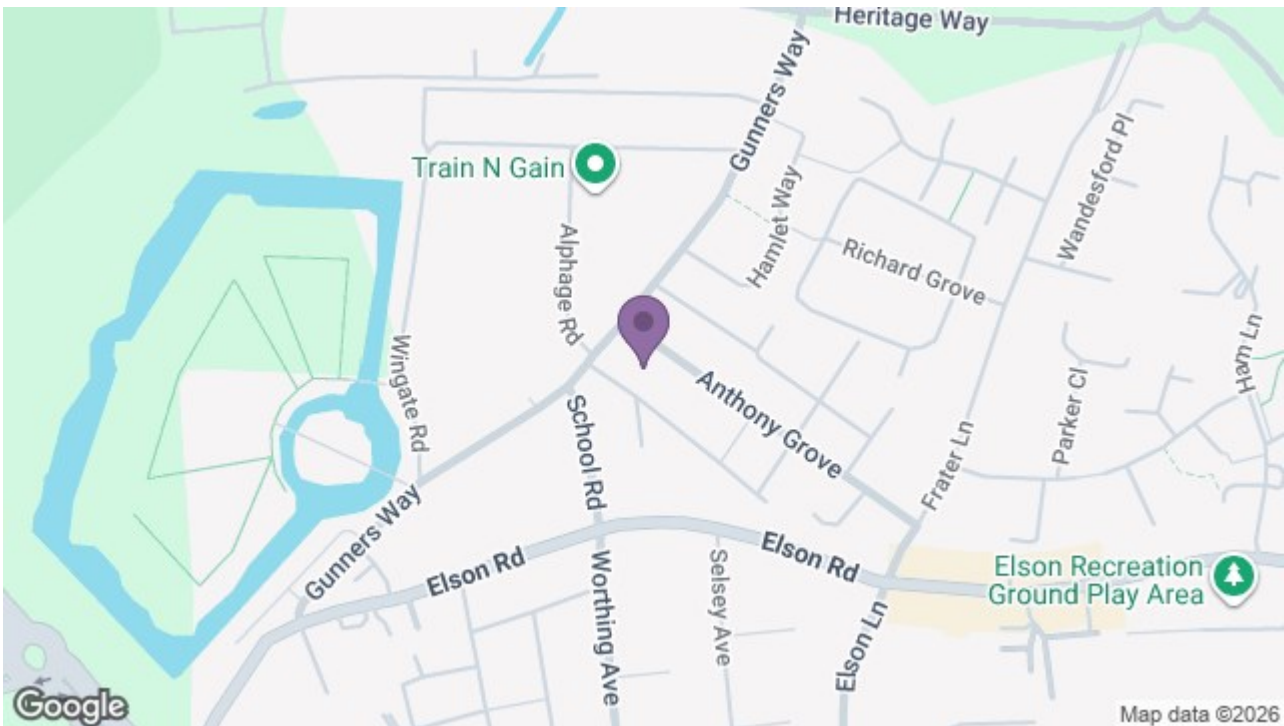 Heritage Way
Gunners Way
Train N Gain
Hamlet Way
Wandesford Pl
Alphage Rd
Richard Grove
Wingate Rd
Ham Ln
Parker Cl
Anthony Grove
School Rd
Frater Ln
Gunners Way
Elson Rd
Elson Rd
Worthing Ave
Selsey Ave
Elson Recreation
Ground Play Area
Elson Ln
Google
Map data ©2026